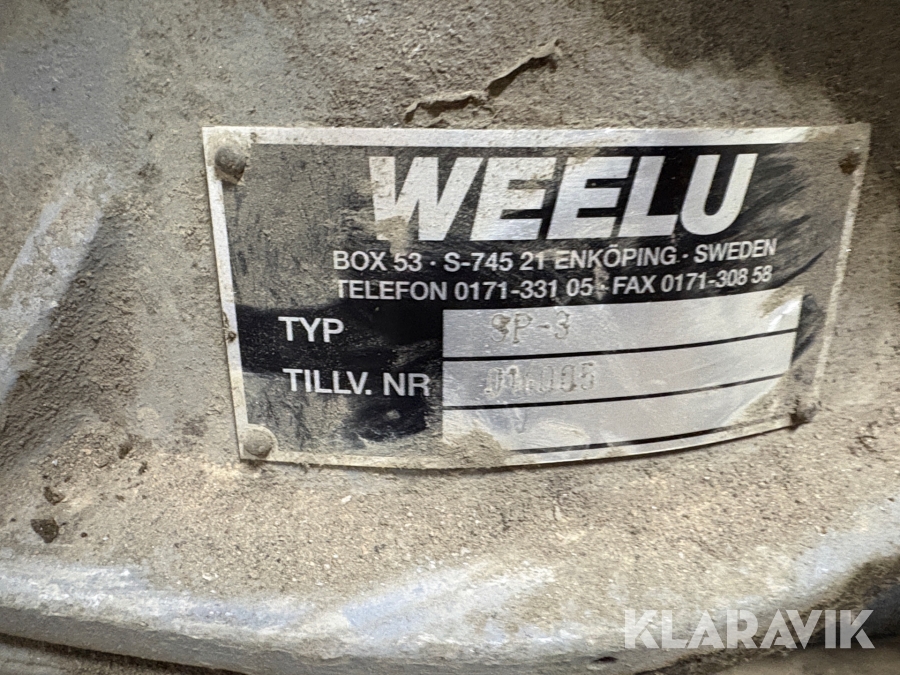 WEELU
BOX 53 · S-745 21 ENKÖPING · SWEDEN
TELEFON 0171-331 05 · FAX 0171-308 58
TYP SP-3
TILLV. NR
KLARAVIK